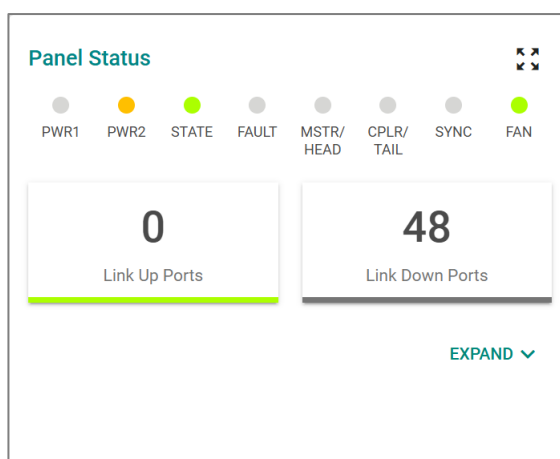 Panel Status
PWR1 PWR2 STATE FAULT MSTR/ CPLR/ SYNC FAN
HEAD TAIL
0 48
Link Up Ports Link Down Ports
EXPAND